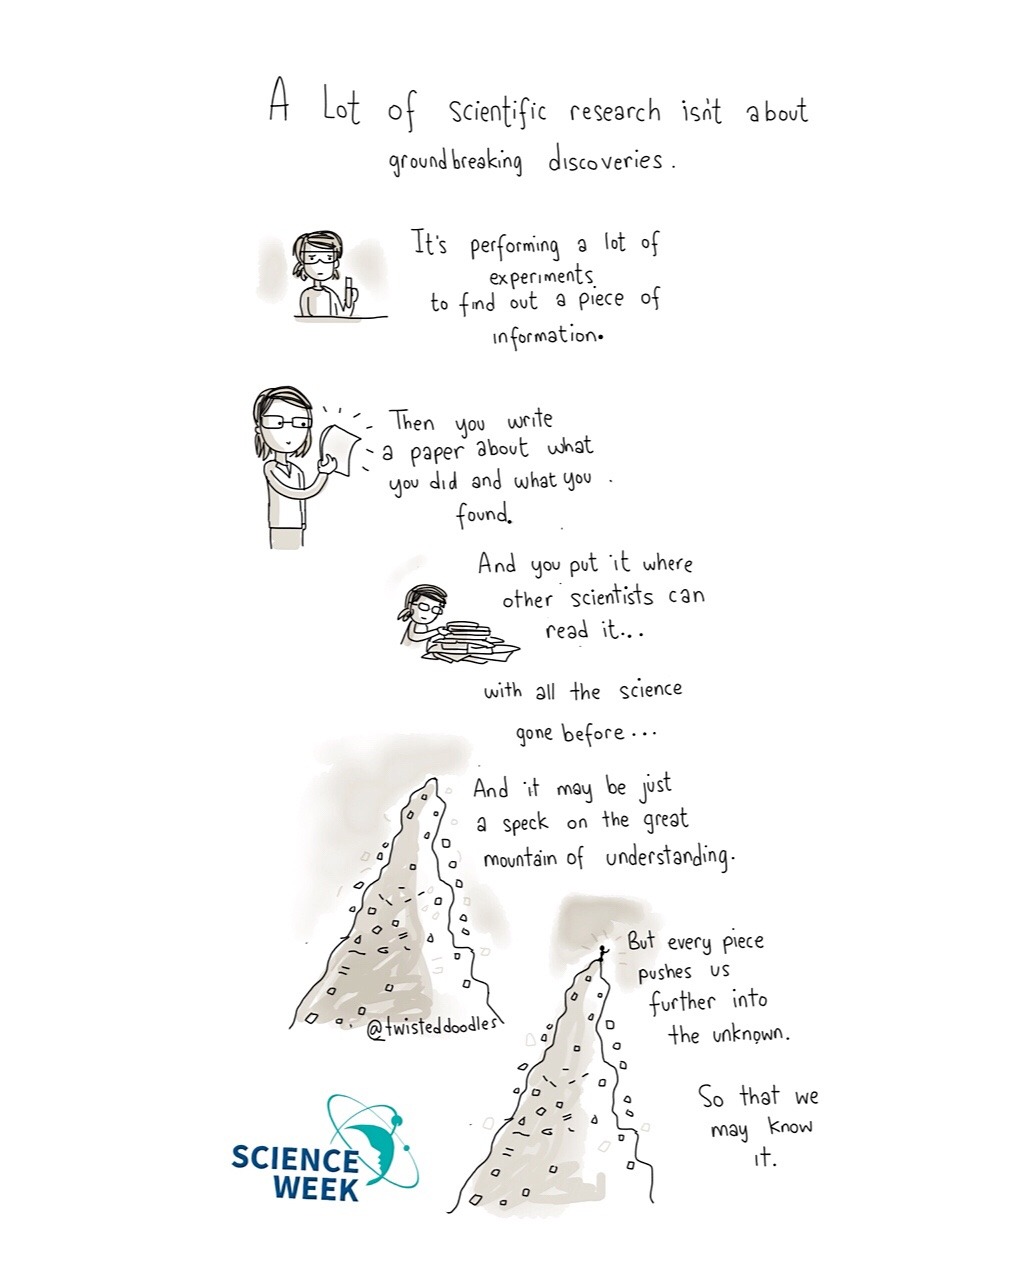 A Lot of scientific research isn't about
groundbreaking discoveries.
It's performing a lot of
experiments
to find out a piece of
information.
Then you write
a paper about what
you did and what you
found.
And you put it where
other scientists can
read it...
with all the science
gone before...
And it may be just
a speck on the great
mountain of understanding.
@twisteddoodles
But every piece
pushes us
further into
the unknown.
So that we
may know
it.
SCIENCE
WEEK